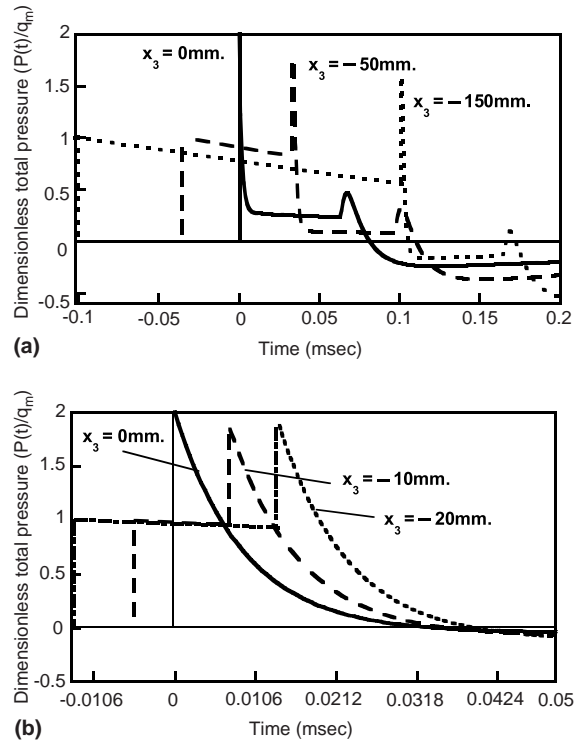 Dimensionless total pressure (P(t)/qm)
2
1.5
1
0.5
0
-0.5
x3 = 0mm.
x3 = −50mm.
x3 = −150mm.
-0.1
-0.05
0
0.05
0.1
0.15
0.2
(a)
Time (msec)
Dimensionless total pressure (P(t)/qm)
2
1.5
1
0.5
0
-0.5
x3 = 0mm.
x3 = −10mm.
x3 = −20mm.
-0.0106
0
0.0106
0.0212
0.0318
0.0424
0.05
(b)
Time (msec)